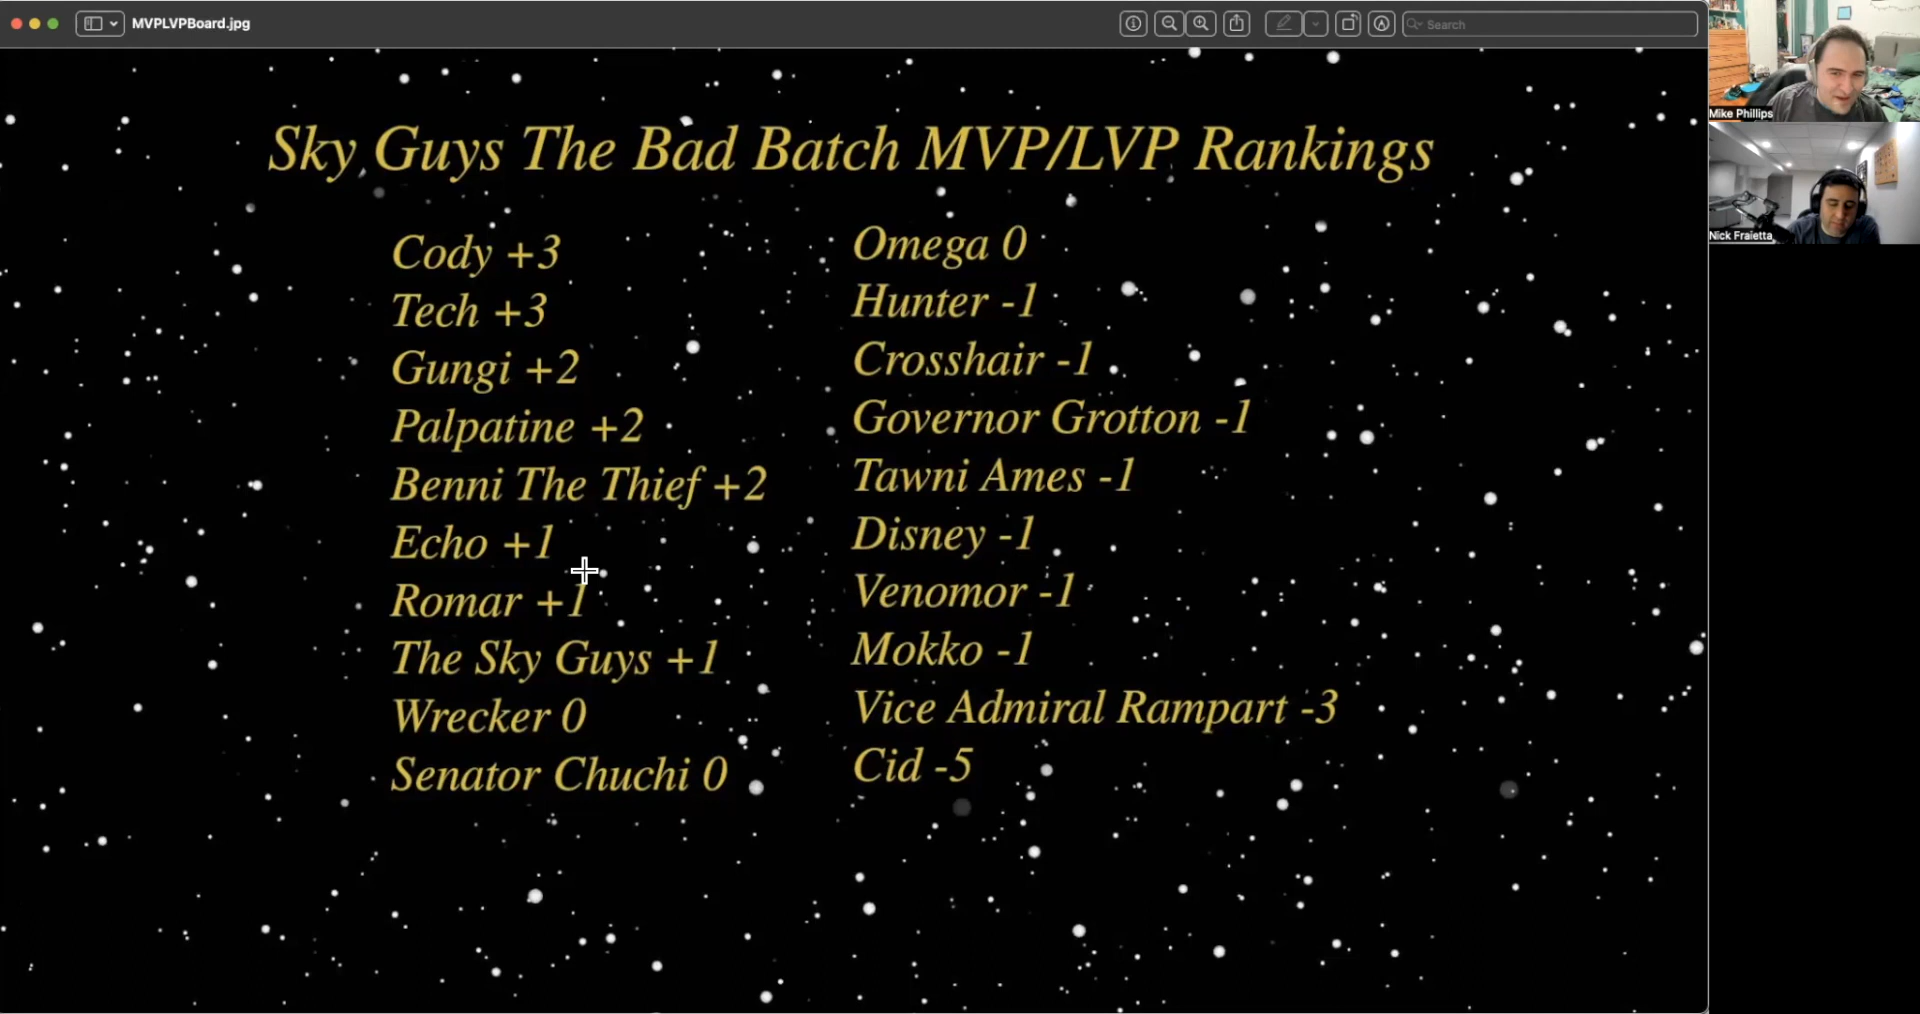 MVPLVPBoard.jpg
Search
Mike Phillips
Nick Fraietta
Sky Guys The Bad Batch MVP/LVP Rankings
Cody +3
Tech +3
Gungi +2
Palpatine +2
Benni The Thief +2
Echo +1
Romar +1
The Sky Guys +1
Wrecker 0
Senator Chuchi 0
Omega 0
Hunter -1
Crosshair -1
Governor Grotton -1
Tawni Ames -1
Disney -1
Venomor -1
Mokko -1
Vice Admiral Rampart -3
Cid -5